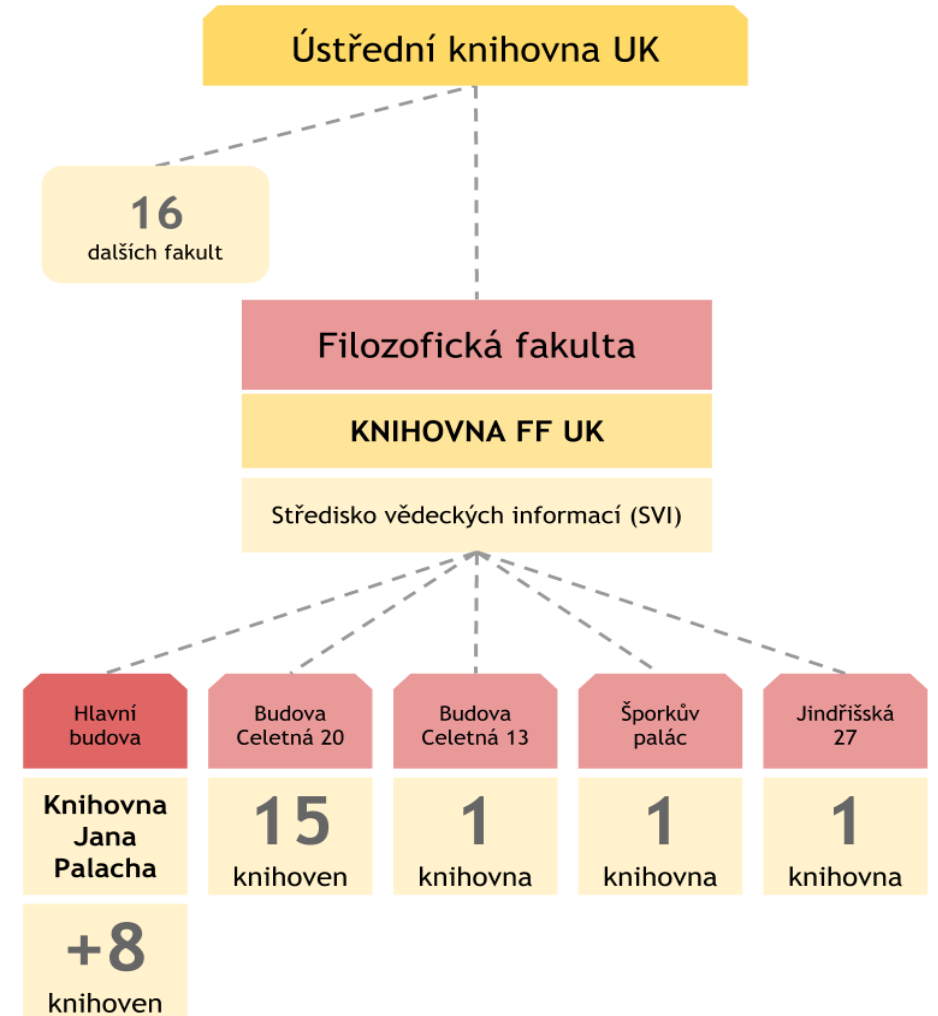 Ústřední knihovna UK
16
dalších fakult
Filozofická fakulta
KNIHOVNA FF UK
Středisko vědeckých informací (SVI)
Hlavní
budova
Knihovna
Jana
Palacha
+8
knihoven
Budova
Celetná 20
15
knihoven
Budova
Celetná 13
1
knihovna
Šporkův
palác
1
knihovna
Jindřišská
27
1
knihovna